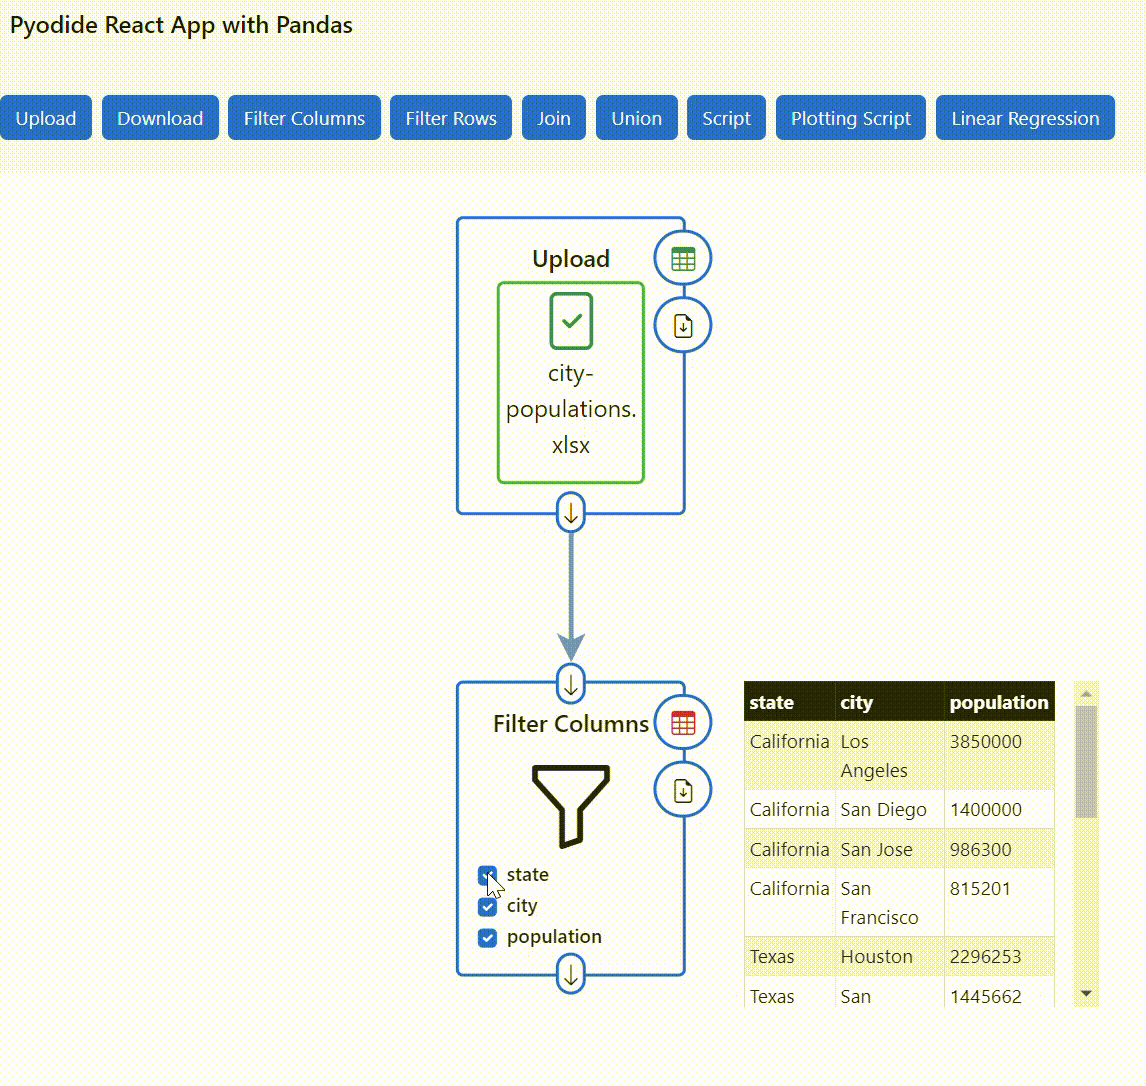 Pyodide React App with Pandas
Upload Download Filter Columns Filter Rows Join Union Script Plotting Script Linear Regression
Upload
city-
populations.
xlsx
Filter Columns
state
city
population
state city population
California Los Angeles 3850000
California San Diego 1400000
California San Jose 986300
California San Francisco 815201
Texas Houston 2296253
Texas San 1445662